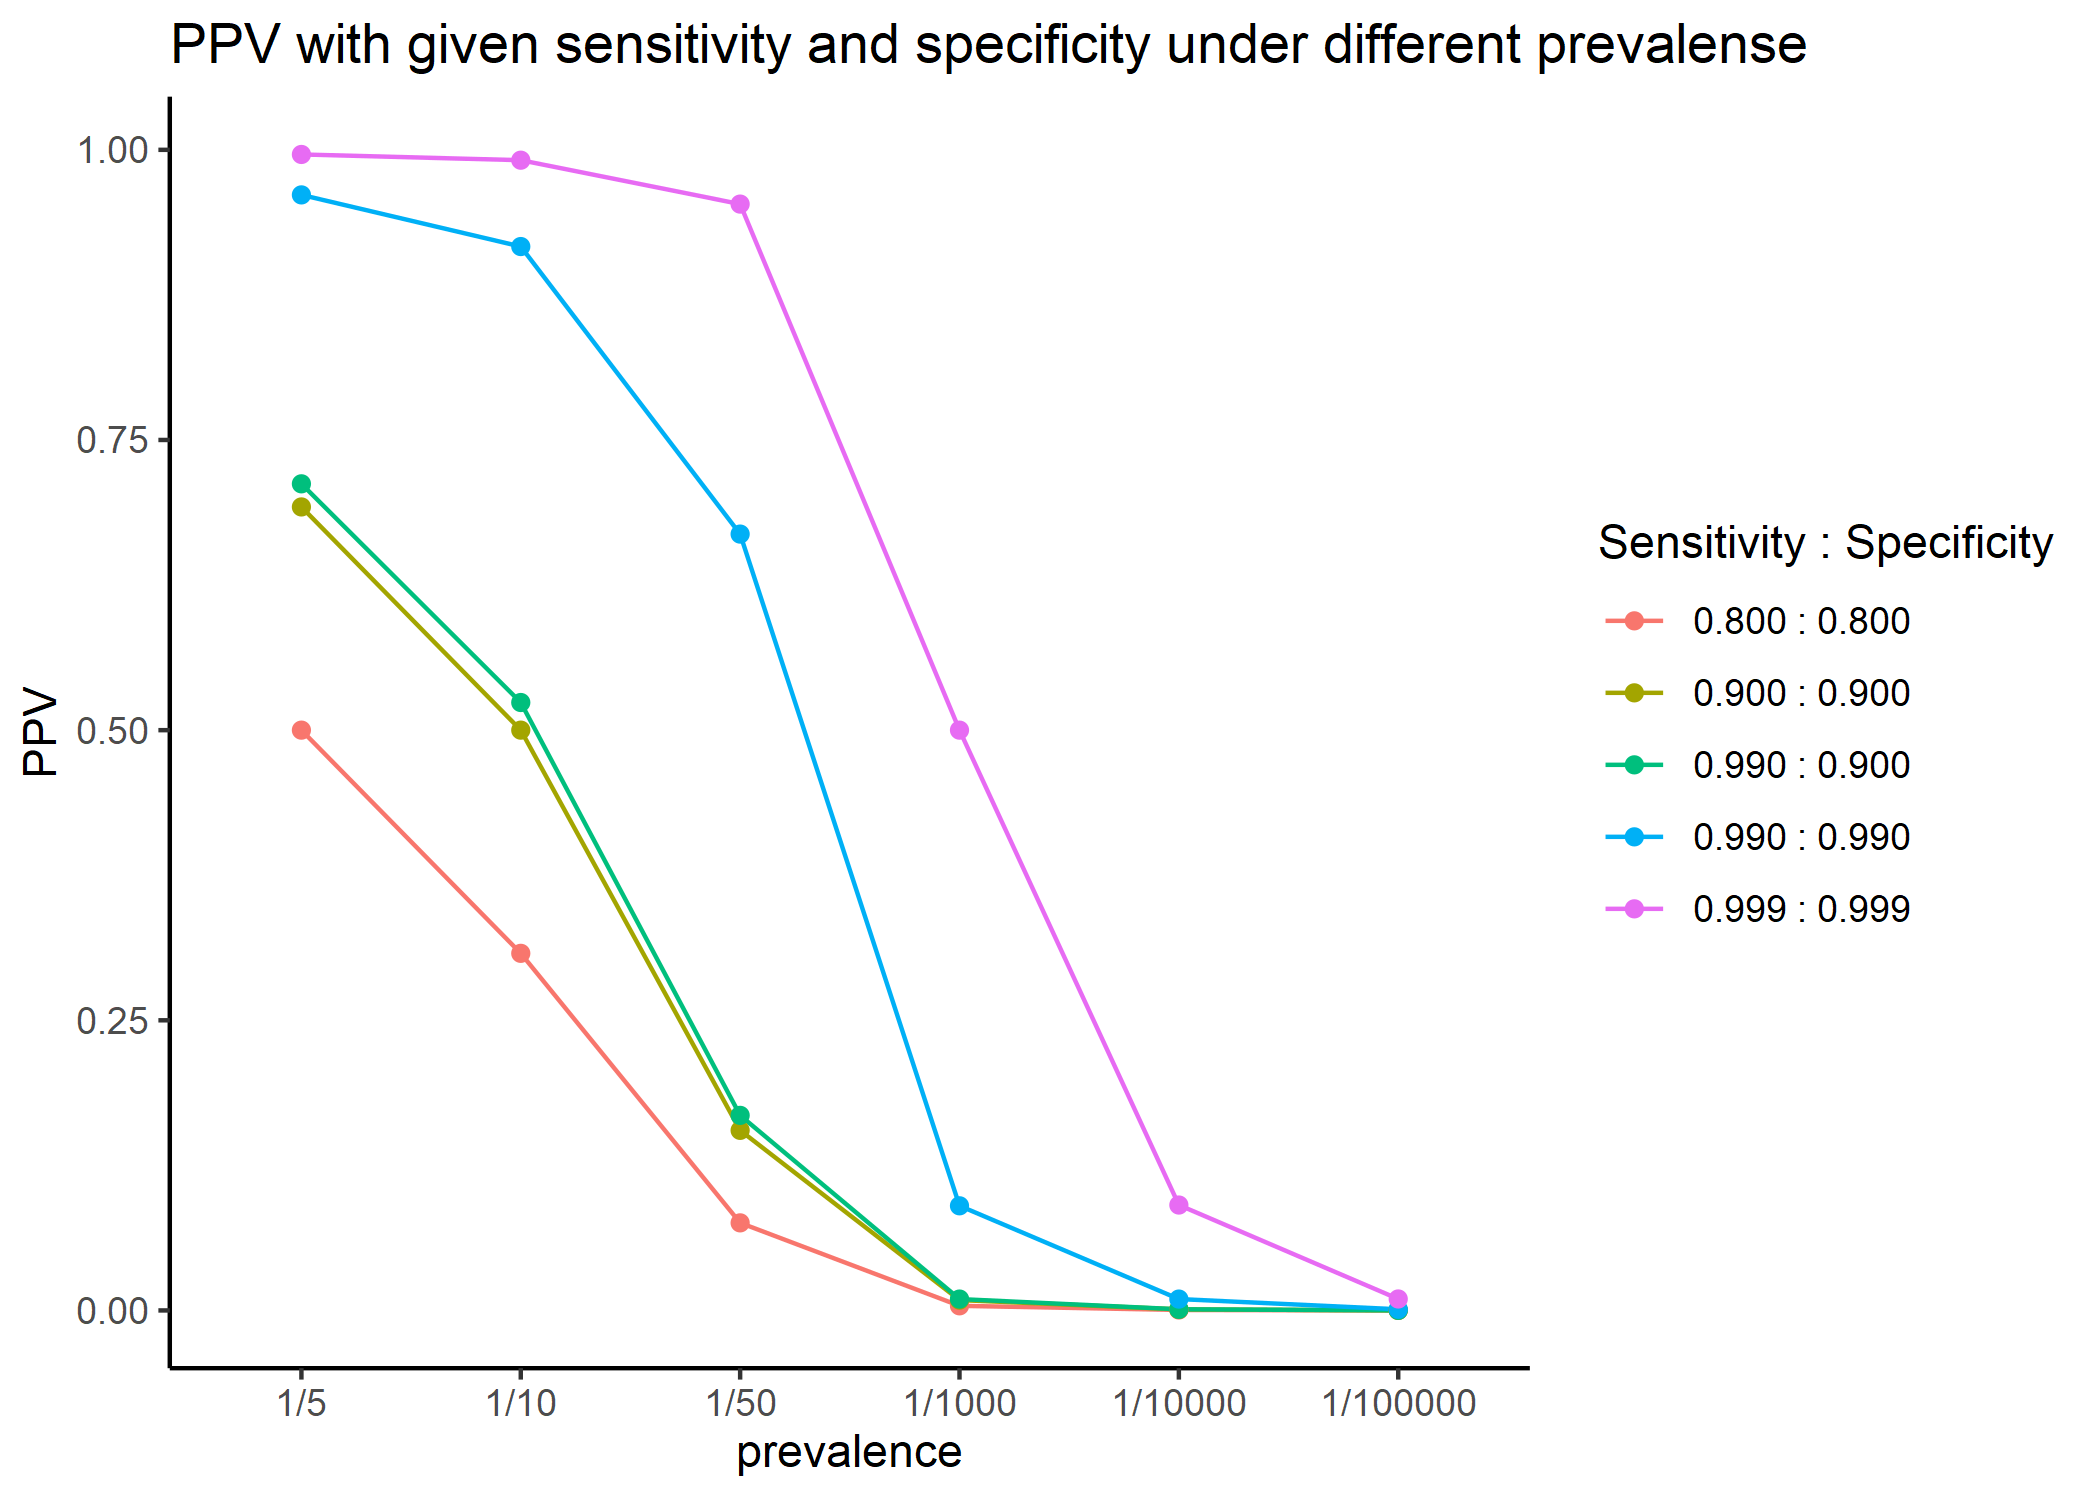 PPV with given sensitivity and specificity under different prevalense
1.00
0.75
0.50
0.25
0.00
PPV
1/5 1/10 1/50 1/1000 1/10000 1/100000
prevalence
Sensitivity : Specificity
0.800 : 0.800
0.900 : 0.900
0.990 : 0.900
0.990 : 0.990
0.999 : 0.999